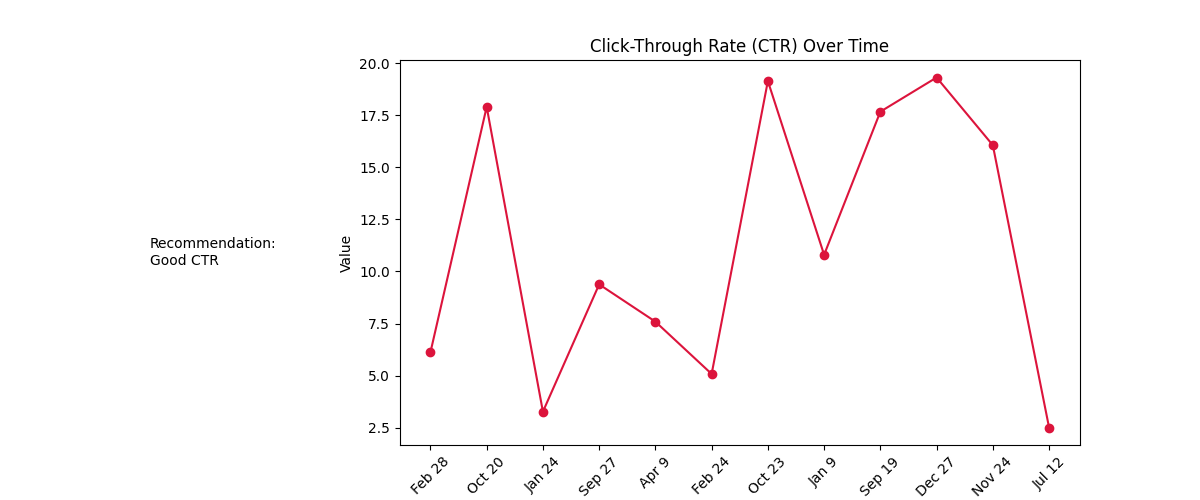 Click-Through Rate (CTR) Over Time
Recommendation:
Good CTR
Value
20.0
17.5
15.0
12.5
10.0
7.5
5.0
2.5
Feb 28
Oct 20
Jan 24
Sep 27
Apr 9
Feb 24
Oct 23
Jan 9
Sep 19
Dec 27
Nov 24
Jul 12